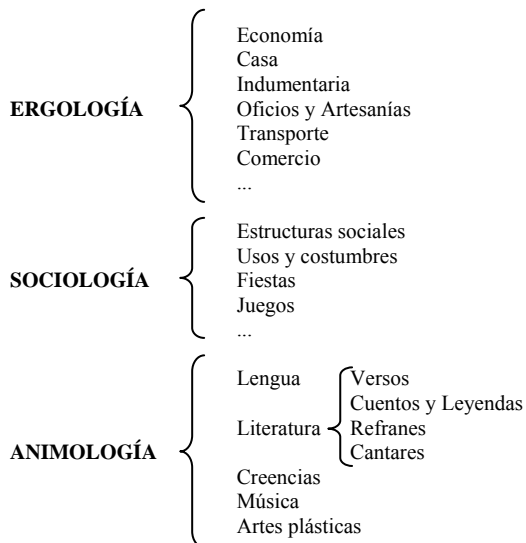 ERGOLOGÍA
Economía
Casa
Indumentaria
Oficios y Artesanías
Transporte
Comercio
...
SOCIOLOGÍA
Estructuras sociales
Usos y costumbres
Fiestas
Juegos
...
ANIMOLOGÍA
Lengua
Literatura
Versos
Cuentos y Leyendas
Refranes
Cantares
Creencias
Música
Artes plásticas